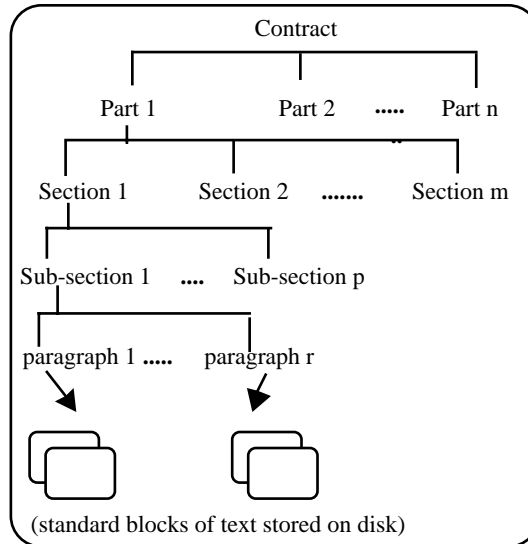 Contract
Part 1 Part 2 ..... Part n
Section 1 Section 2 ....... Section m
Sub-section 1 .... Sub-section p
paragraph 1 ..... paragraph r
(standard blocks of text stored on disk)